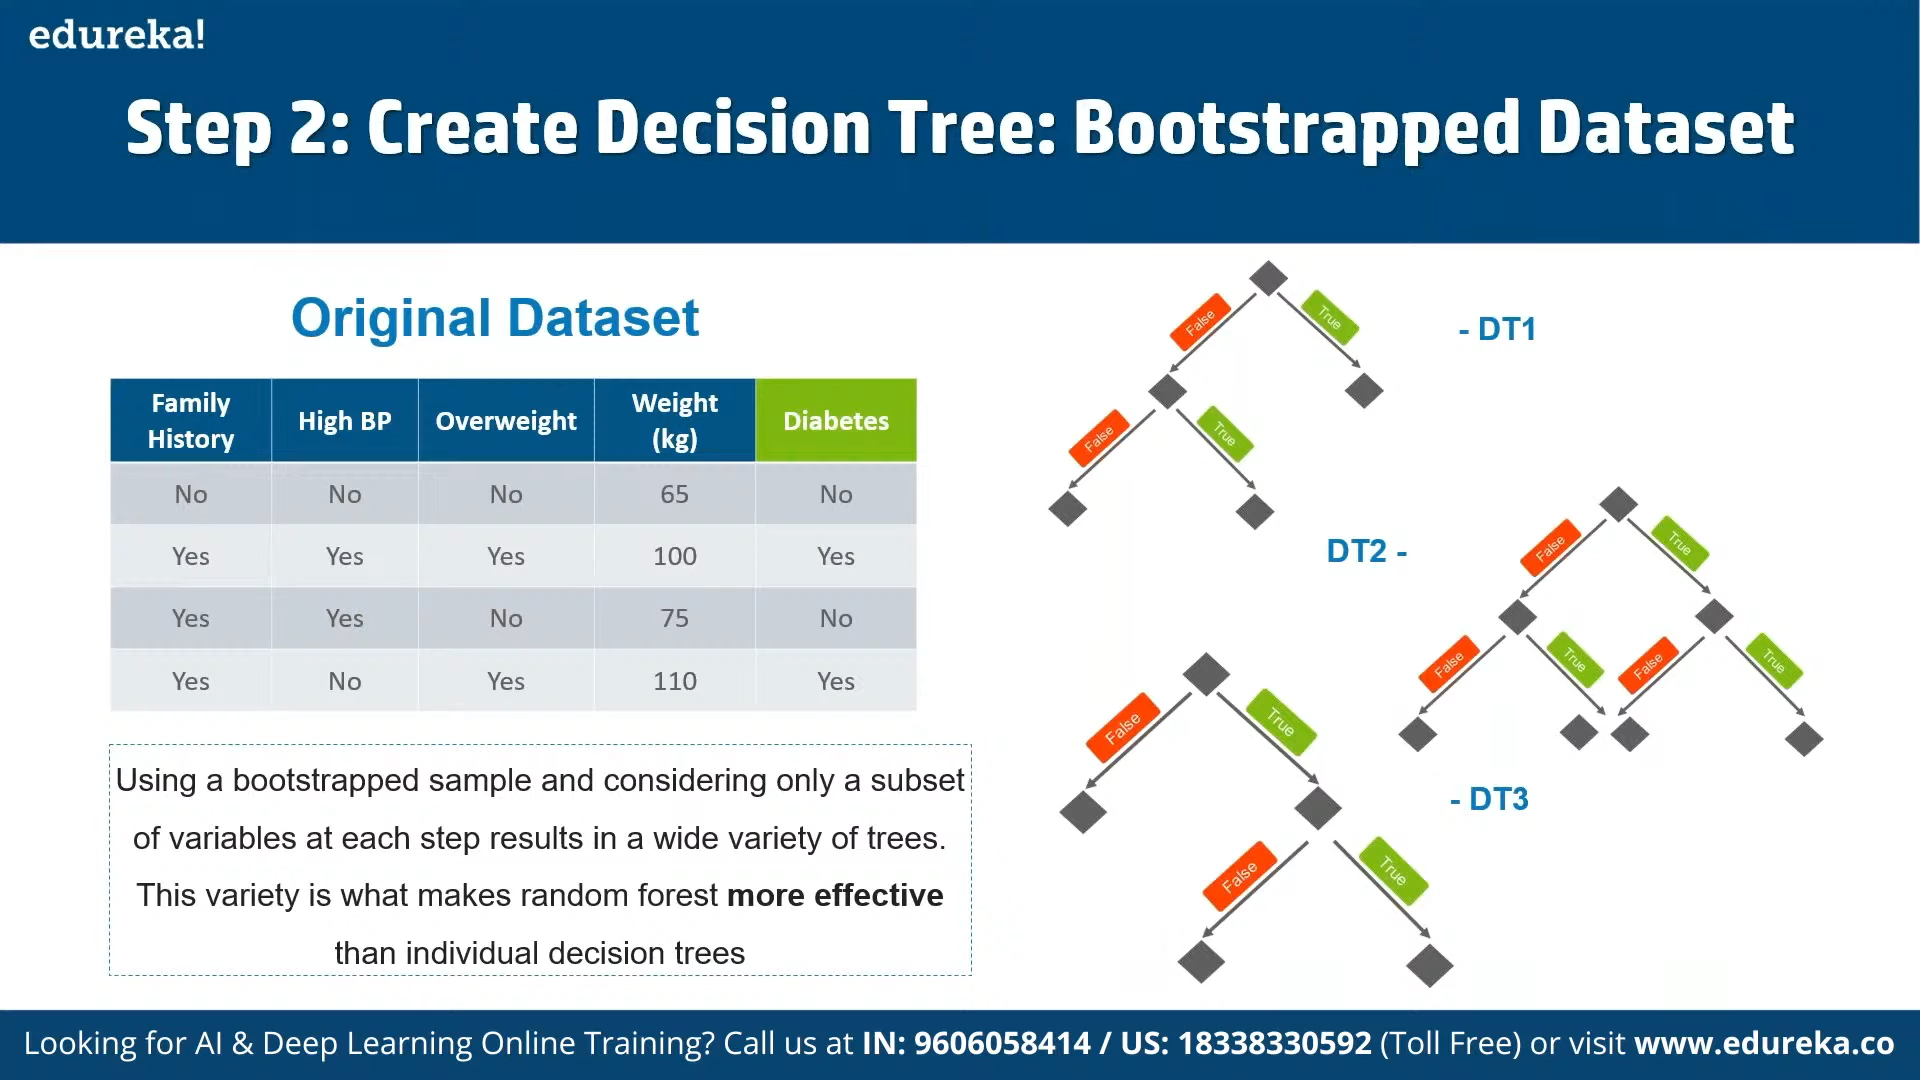 edureka!
Step 2: Create Decision Tree: Bootstrapped Dataset
Original Dataset
Family History High BP Overweight Weight (kg) Diabetes
No No No 65 No
Yes Yes Yes 100 Yes
Yes Yes No 75 No
Yes No Yes 110 Yes
Using a bootstrapped sample and considering only a subset
of variables at each step results in a wide variety of trees.
This variety is what makes random forest more effective
than individual decision trees
False True
- DT1
False True
DT2 -
False True
False True False True
False True
- DT3
False True
Looking for AI & Deep Learning Online Training? Call us at IN: 9606058414 / US: 18338330592 (Toll Free) or visit www.edureka.co